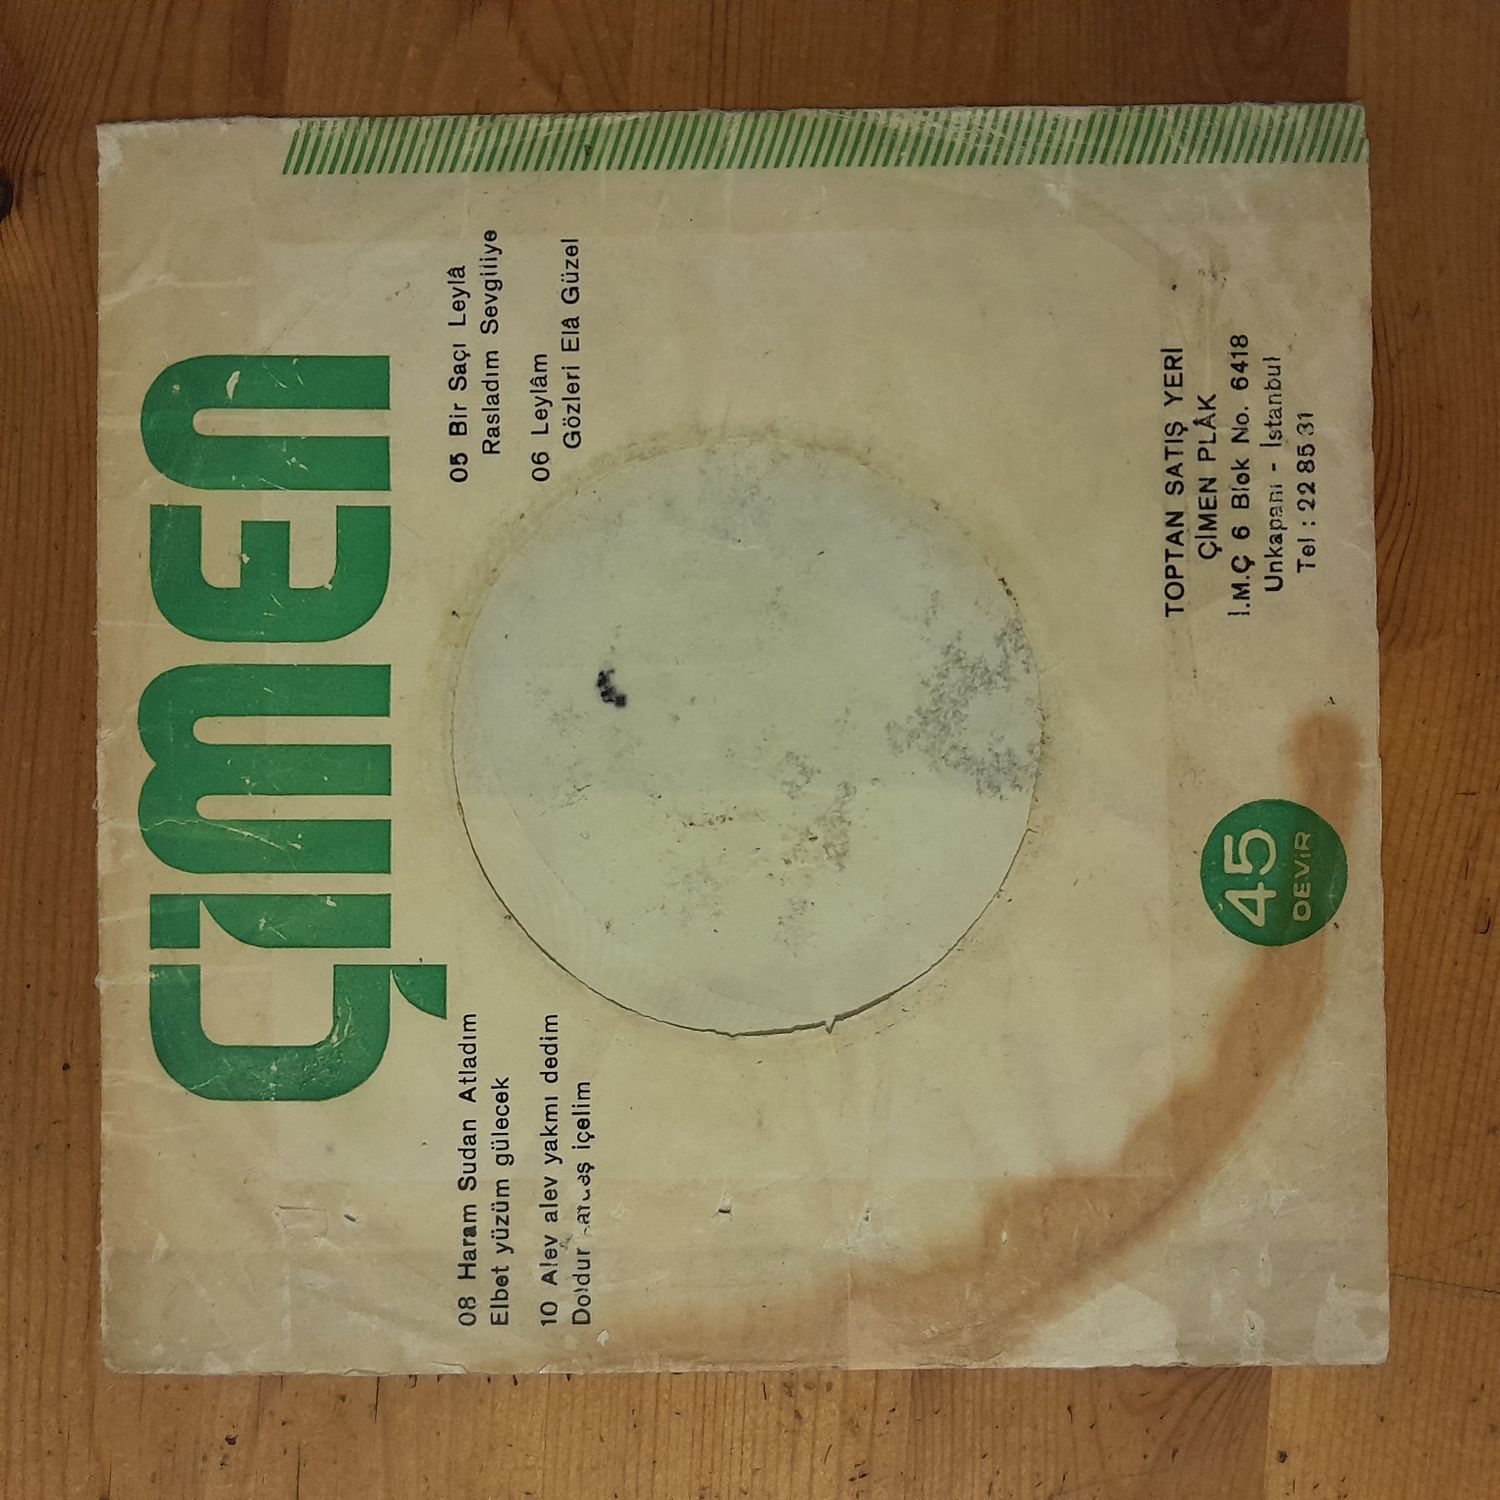 ÇİMEN
08 Haram Sudan Atladım
Elbet yüzüm gülecek
10 Alev alev yakmı dedim
Doldur içelim
05 Bir Saçı Leylâ
Rasladım Sevgiliye
06 Leylâm
Gözleri Elâ Güzel
45
DEVİR
TOPTAN SATIŞ YERİ
ÇİMEN PLÂK
İ.M.Ç 6 Blok No. 6418
Unkapanı - İstanbul
Tel : 22 85 31